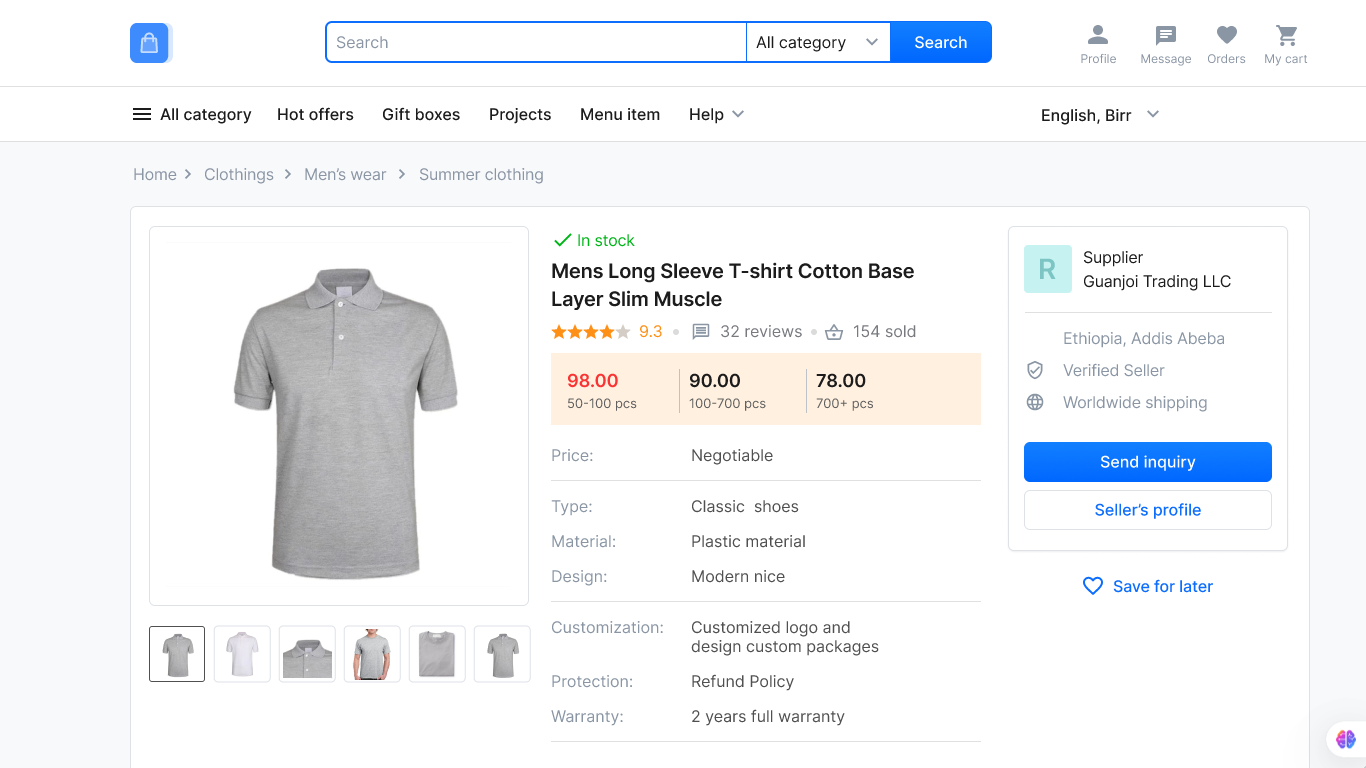 Search
All category
Search
Profile
Message
Orders
My cart
All category
Hot offers
Gift boxes
Projects
Menu item
Help
English, Birr
Home
Clothings
Men’s wear
Summer clothing
In stock
Mens Long Sleeve T-shirt Cotton Base
Layer Slim Muscle
9.3
32 reviews
154 sold
98.00
50-100 pcs
90.00
100-700 pcs
78.00
700+ pcs
Price:
Negotiable
Type:
Classic shoes
Material:
Plastic material
Design:
Modern nice
Customization:
Customized logo and
design custom packages
Protection:
Refund Policy
Warranty:
2 years full warranty
R
Supplier
Guanjoi Trading LLC
Ethiopia, Addis Abeba
Verified Seller
Worldwide shipping
Send inquiry
Seller’s profile
Save for later